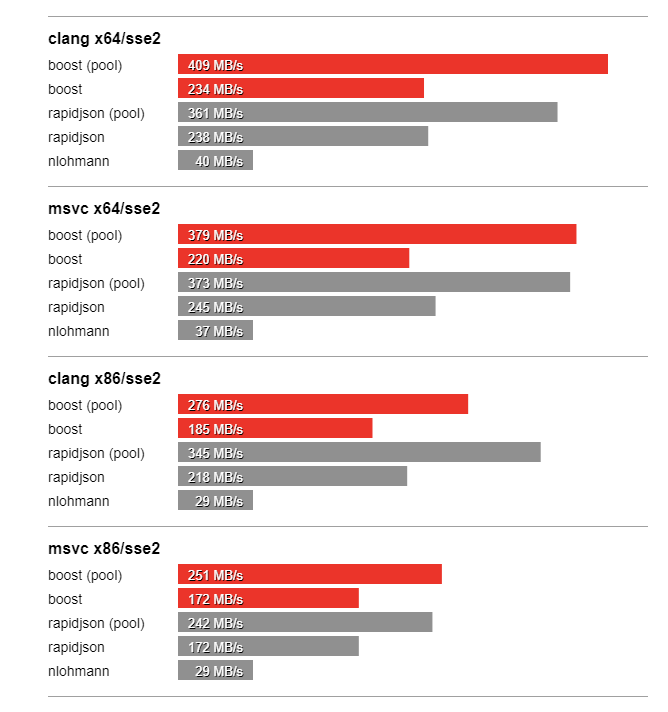 clang x64/sse2
boost (pool) 409 MB/s
boost 234 MB/s
rapidjson (pool) 361 MB/s
rapidjson 238 MB/s
nlohmann 40 MB/s
msvc x64/sse2
boost (pool) 379 MB/s
boost 220 MB/s
rapidjson (pool) 373 MB/s
rapidjson 245 MB/s
nlohmann 37 MB/s
clang x86/sse2
boost (pool) 276 MB/s
boost 185 MB/s
rapidjson (pool) 345 MB/s
rapidjson 218 MB/s
nlohmann 29 MB/s
msvc x86/sse2
boost (pool) 251 MB/s
boost 172 MB/s
rapidjson (pool) 242 MB/s
rapidjson 172 MB/s
nlohmann 29 MB/s